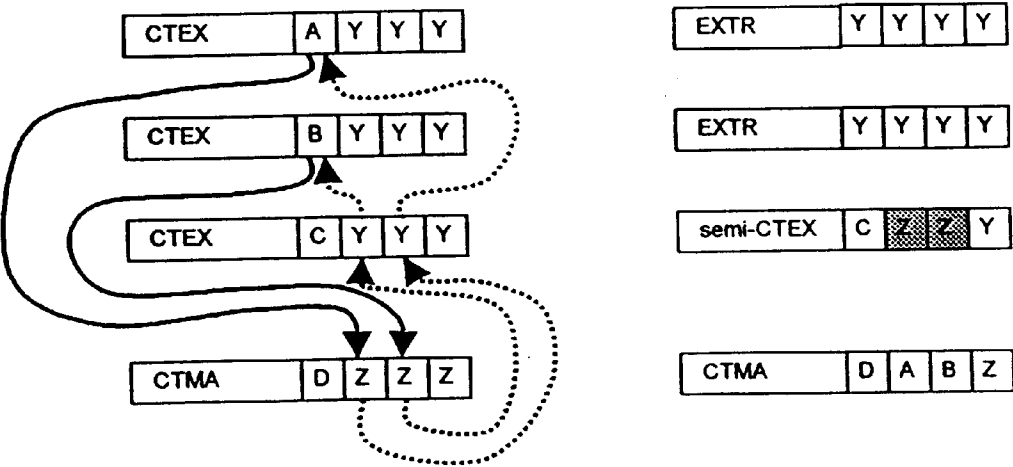 CTEX A Y Y Y EXTR Y Y Y Y
CTEX B Y Y Y EXTR Y Y Y Y
CTEX C Y Y Y semi-CTEX C Z Z Y
CTMA D Z Z Z CTMA D A B Z